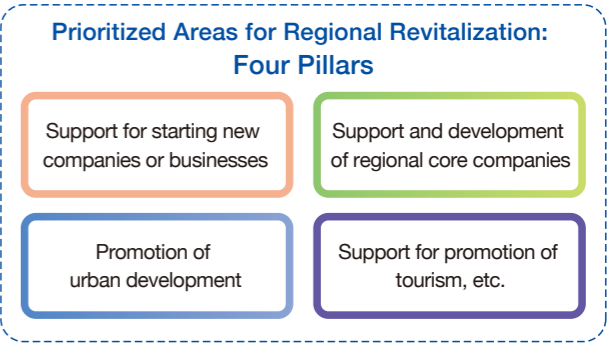 Prioritized Areas for Regional Revitalization:
Four Pillars
Support for starting new
companies or businesses
Support and development
of regional core companies
Promotion of
urban development
Support for promotion of
tourism, etc.